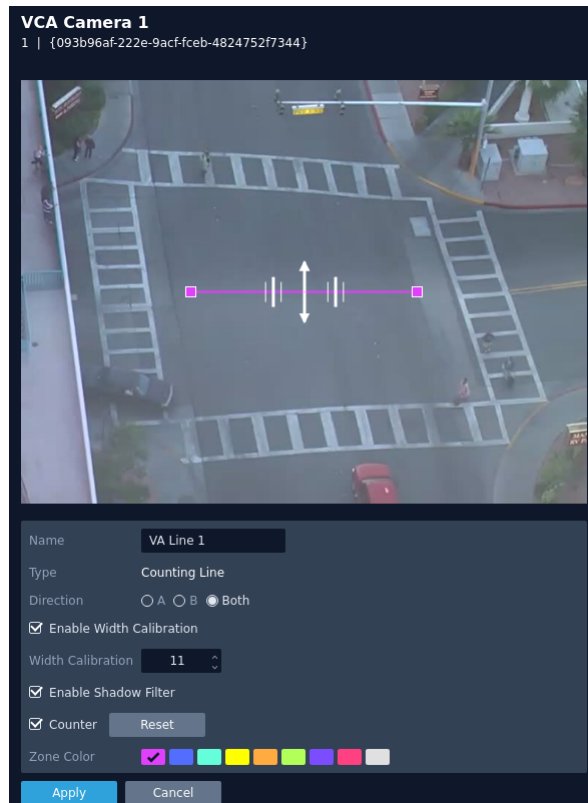 VCA Camera 1
1 | {093b96af-222e-9acf-fceb-4824752f7344}
Name VA Line 1
Type Counting Line
Direction A B Both
Enable Width Calibration
Width Calibration 11
Enable Shadow Filter
Counter Reset
Zone Color
Apply Cancel